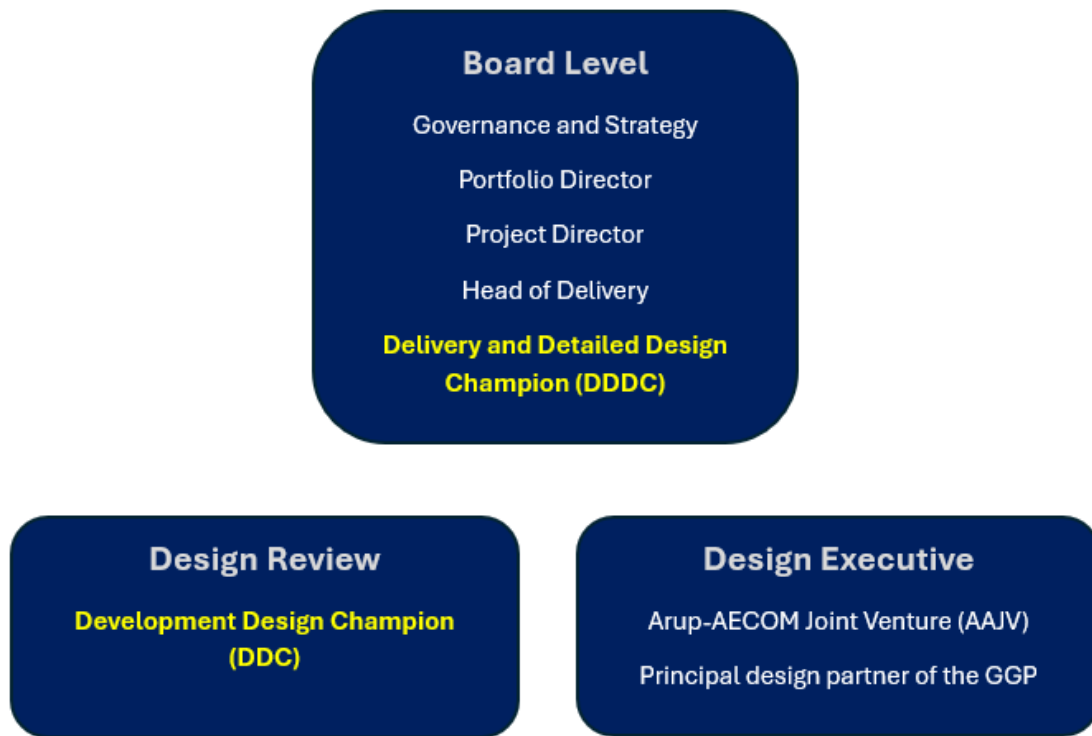 Board Level
Governance and Strategy
Portfolio Director
Project Director
Head of Delivery
Delivery and Detailed Design
Champion (DDDC)
Design Review
Development Design Champion
(DDC)
Design Executive
Arup-AECOM Joint Venture (AAJV)
Principal design partner of the GGP